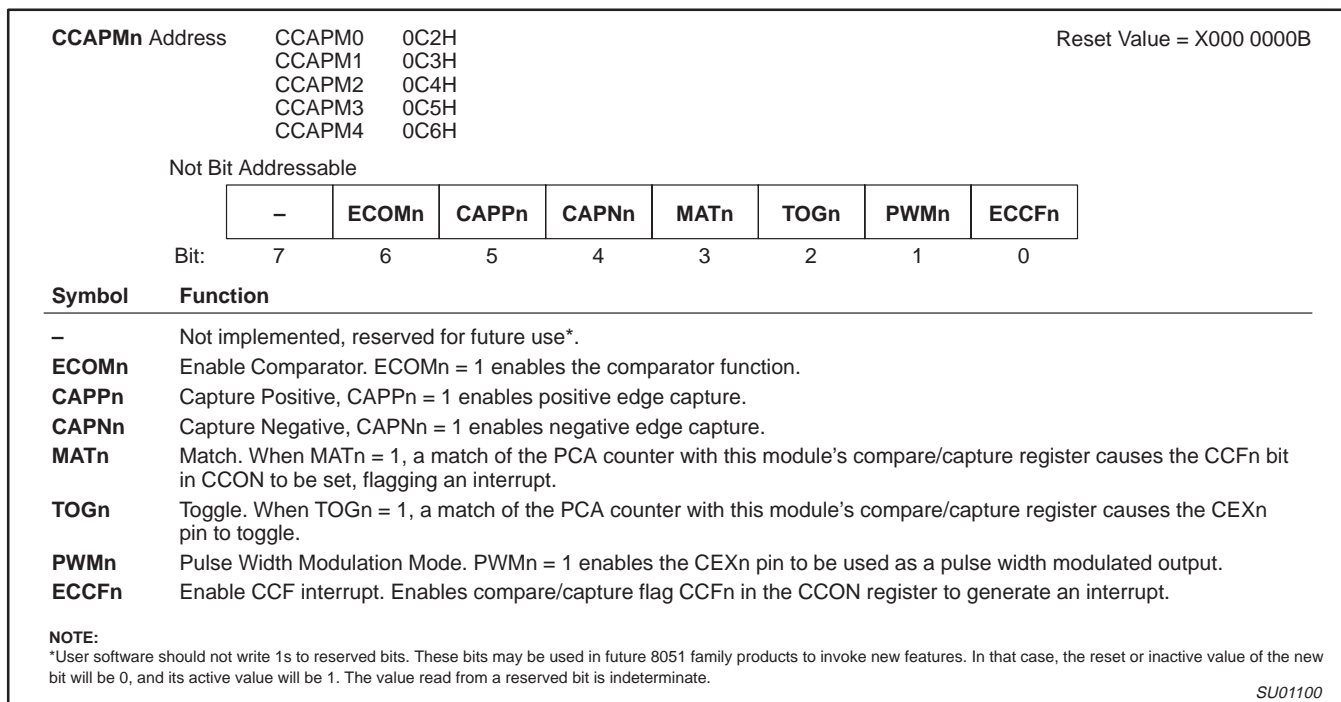 CCAPMn Address CCAPM0 0C2H Reset Value = X000 0000B
CCAPM1 0C3H
CCAPM2 0C4H
CCAPM3 0C5H
CCAPM4 0C6H
Not Bit Addressable
– ECOMn CAPPn CAPNn MATn TOGn PWMn ECCFn
Bit: 7 6 5 4 3 2 1 0
Symbol Function
– Not implemented, reserved for future use*.
ECOMn Enable Comparator. ECOMn = 1 enables the comparator function.
CAPPn Capture Positive, CAPPn = 1 enables positive edge capture.
CAPNn Capture Negative, CAPNn = 1 enables negative edge capture.
MATn Match. When MATn = 1, a match of the PCA counter with this module’s compare/capture register causes the CCFn bit
in CCON to be set, flagging an interrupt.
TOGn Toggle. When TOGn = 1, a match of the PCA counter with this module’s compare/capture register causes the CEXn
pin to toggle.
PWMn Pulse Width Modulation Mode. PWMn = 1 enables the CEXn pin to be used as a pulse width modulated output.
ECCFn Enable CCF interrupt. Enables compare/capture flag CCFn in the CCON register to generate an interrupt.
NOTE:
*User software should not write 1s to reserved bits. These bits may be used in future 8051 family products to invoke new features. In that case, the reset or inactive value of the new
bit will be 0, and its active value will be 1. The value read from a reserved bit is indeterminate.
SU01100